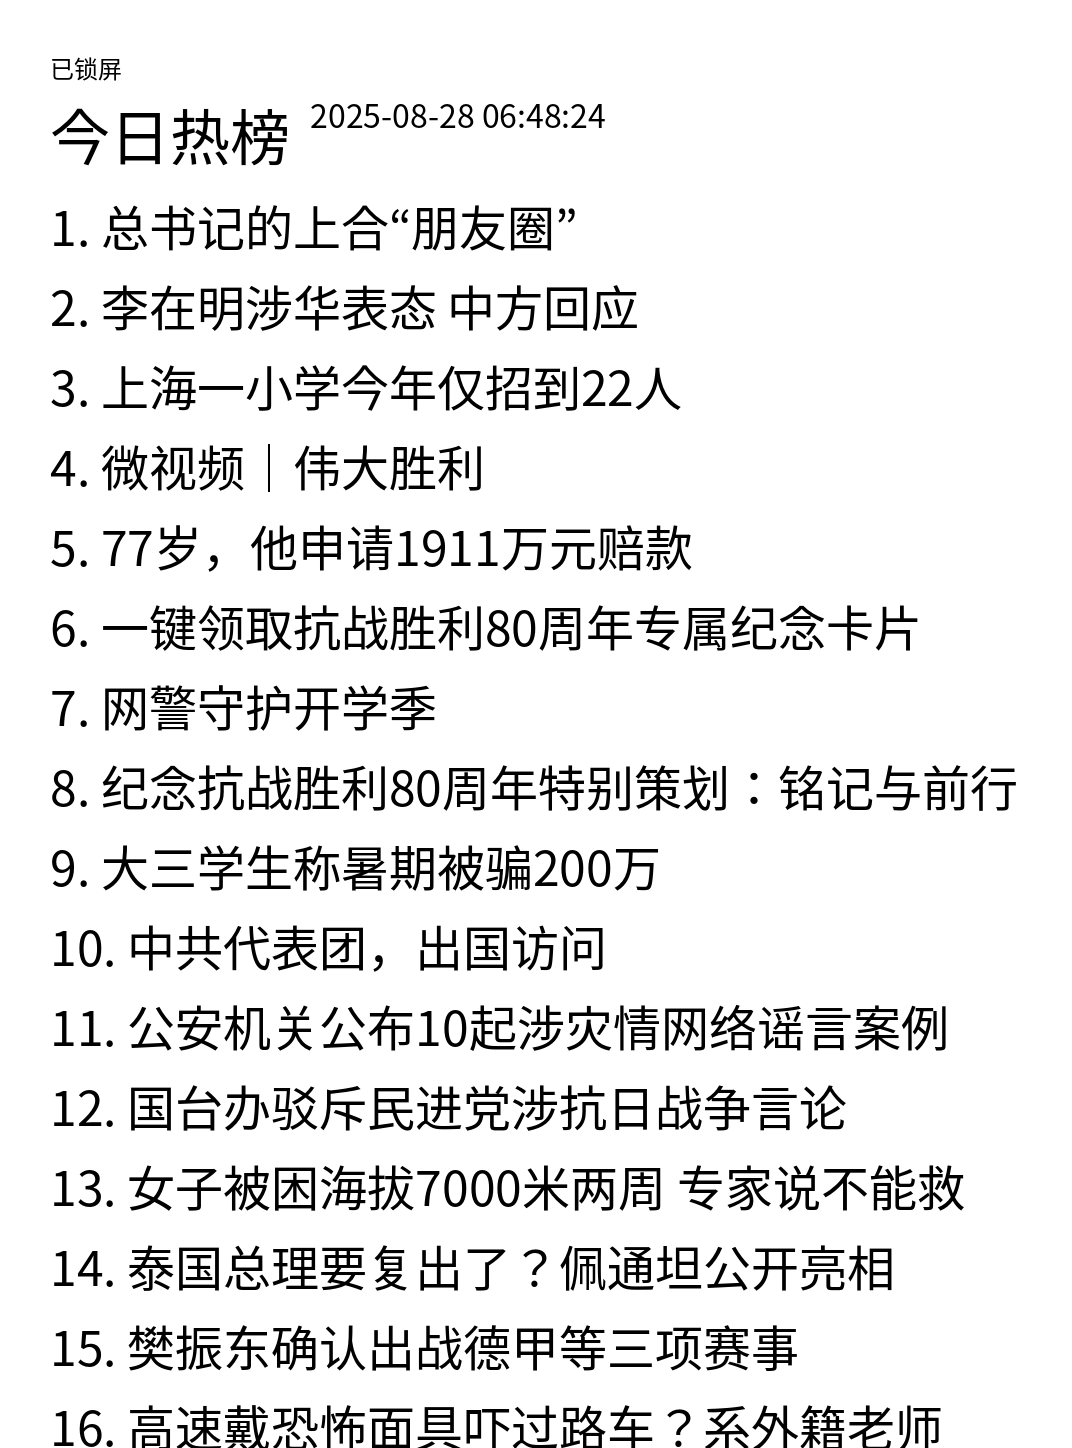 已锁屏
今日热榜 2025-08-28 06:48:24
1. 总书记的上合“朋友圈”
2. 李在明涉华表态 中方回应
3. 上海一小学今年仅招到22人
4. 微视频｜伟大胜利
5. 77岁，他申请1911万元赔款
6. 一键领取抗战胜利80周年专属纪念卡片
7. 网警守护开学季
8. 纪念抗战胜利80周年特别策划：铭记与前行
9. 大三学生称暑期被骗200万
10. 中共代表团，出国访问
11. 公安机关公布10起涉灾情网络谣言案例
12. 国台办驳斥民进党涉抗日战争言论
13. 女子被困海拔7000米两周 专家说不能救
14. 泰国总理要复出了？佩通坦公开亮相
15. 樊振东确认出战德甲等三项赛事
16. 高速戴恐怖面具吓过路车？系外籍老师